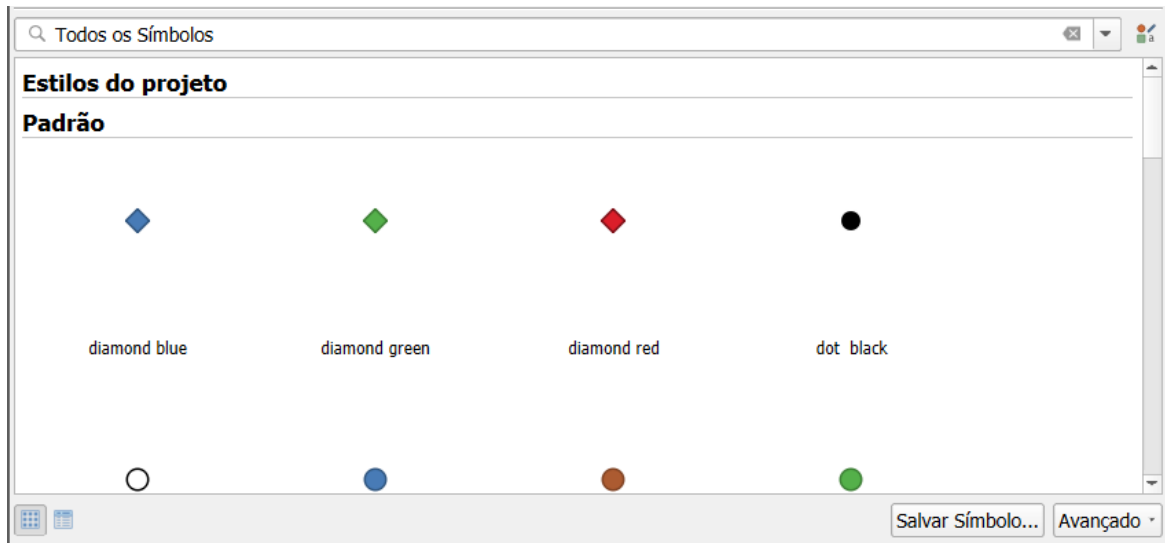 Todos os Símbolos
Estilos do projeto
Padrão
diamond blue diamond green diamond red dot black
Salvar Símbolo... Avançado